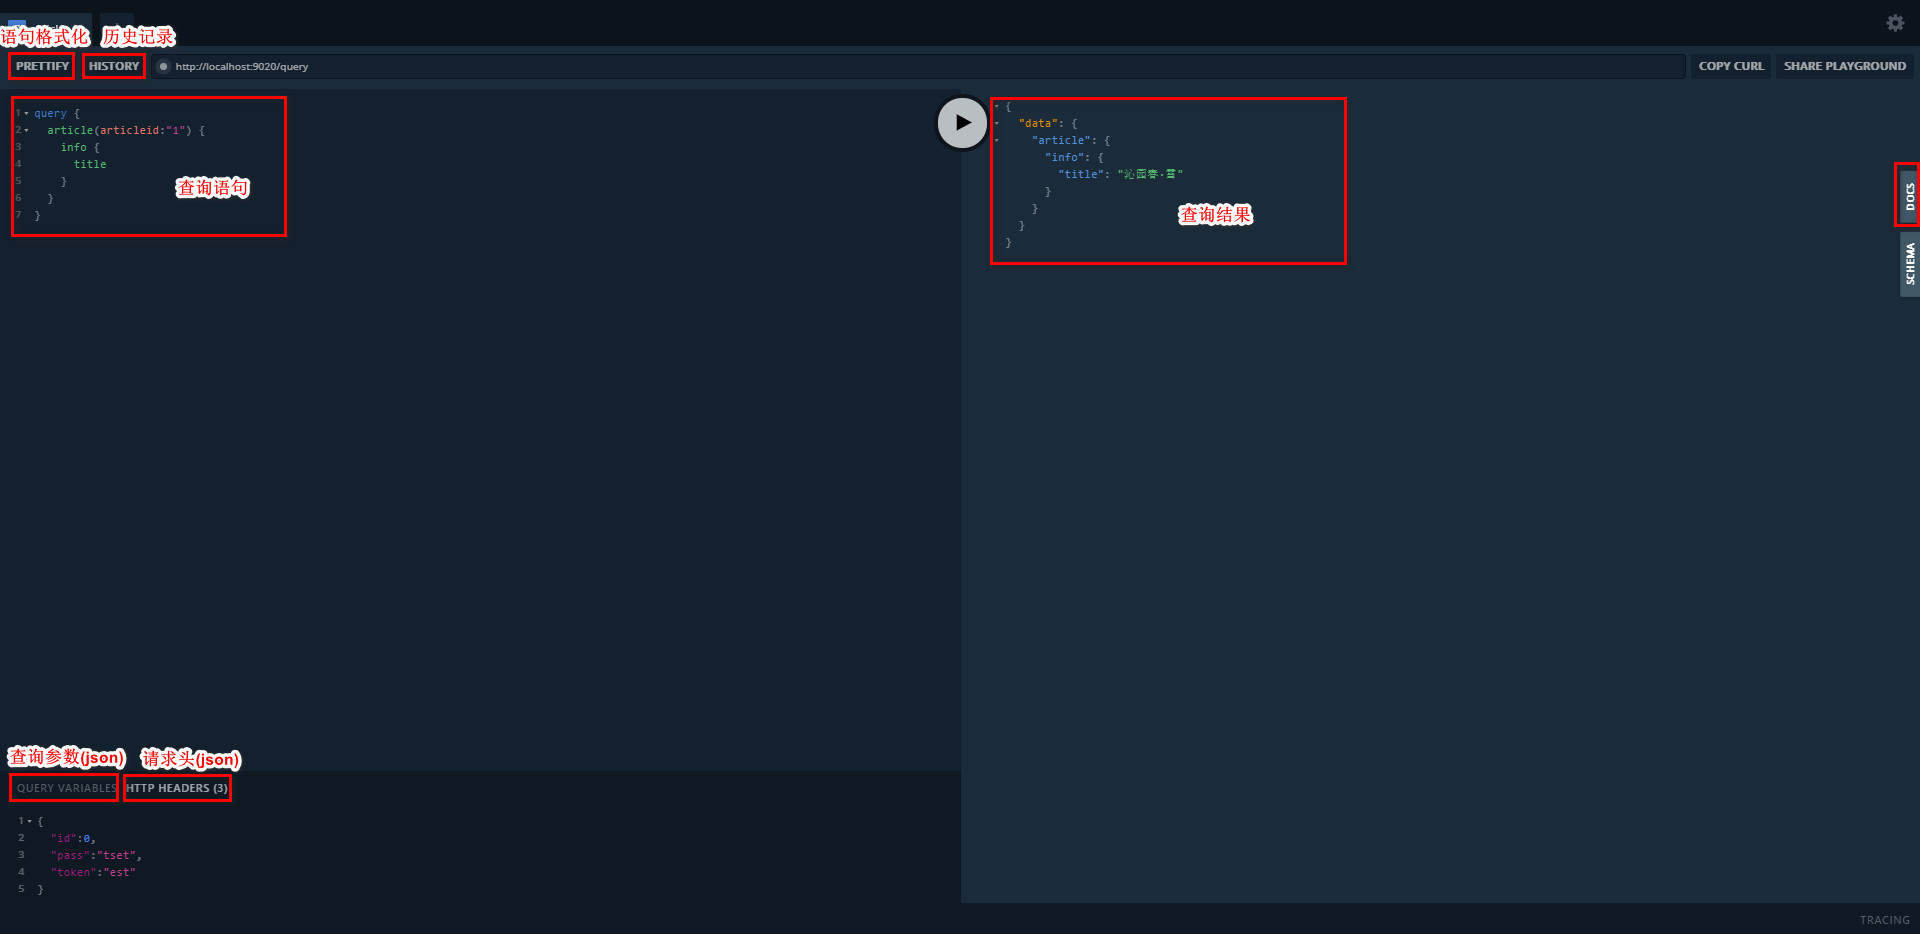 语句格式化 历史记录
PRETTIFY HISTORY http://localhost:9020/query COPY CURL SHARE PLAYGROUND
1 query {
2 article(articleid:"1") {
3 info {
4 title
5 }
6 }
7 }
查询语句
{
"data": {
"article": {
"info": {
"title": "沁园春·雪"
}
}
}
}
查询结果
DOCS
SCHEMA
查询参数(json) 请求头(json)
QUERY VARIABLES HTTP HEADERS (3)
1 {
2 "id":0,
3 "pass":"tset",
4 "token":"est"
5 }
TRACING